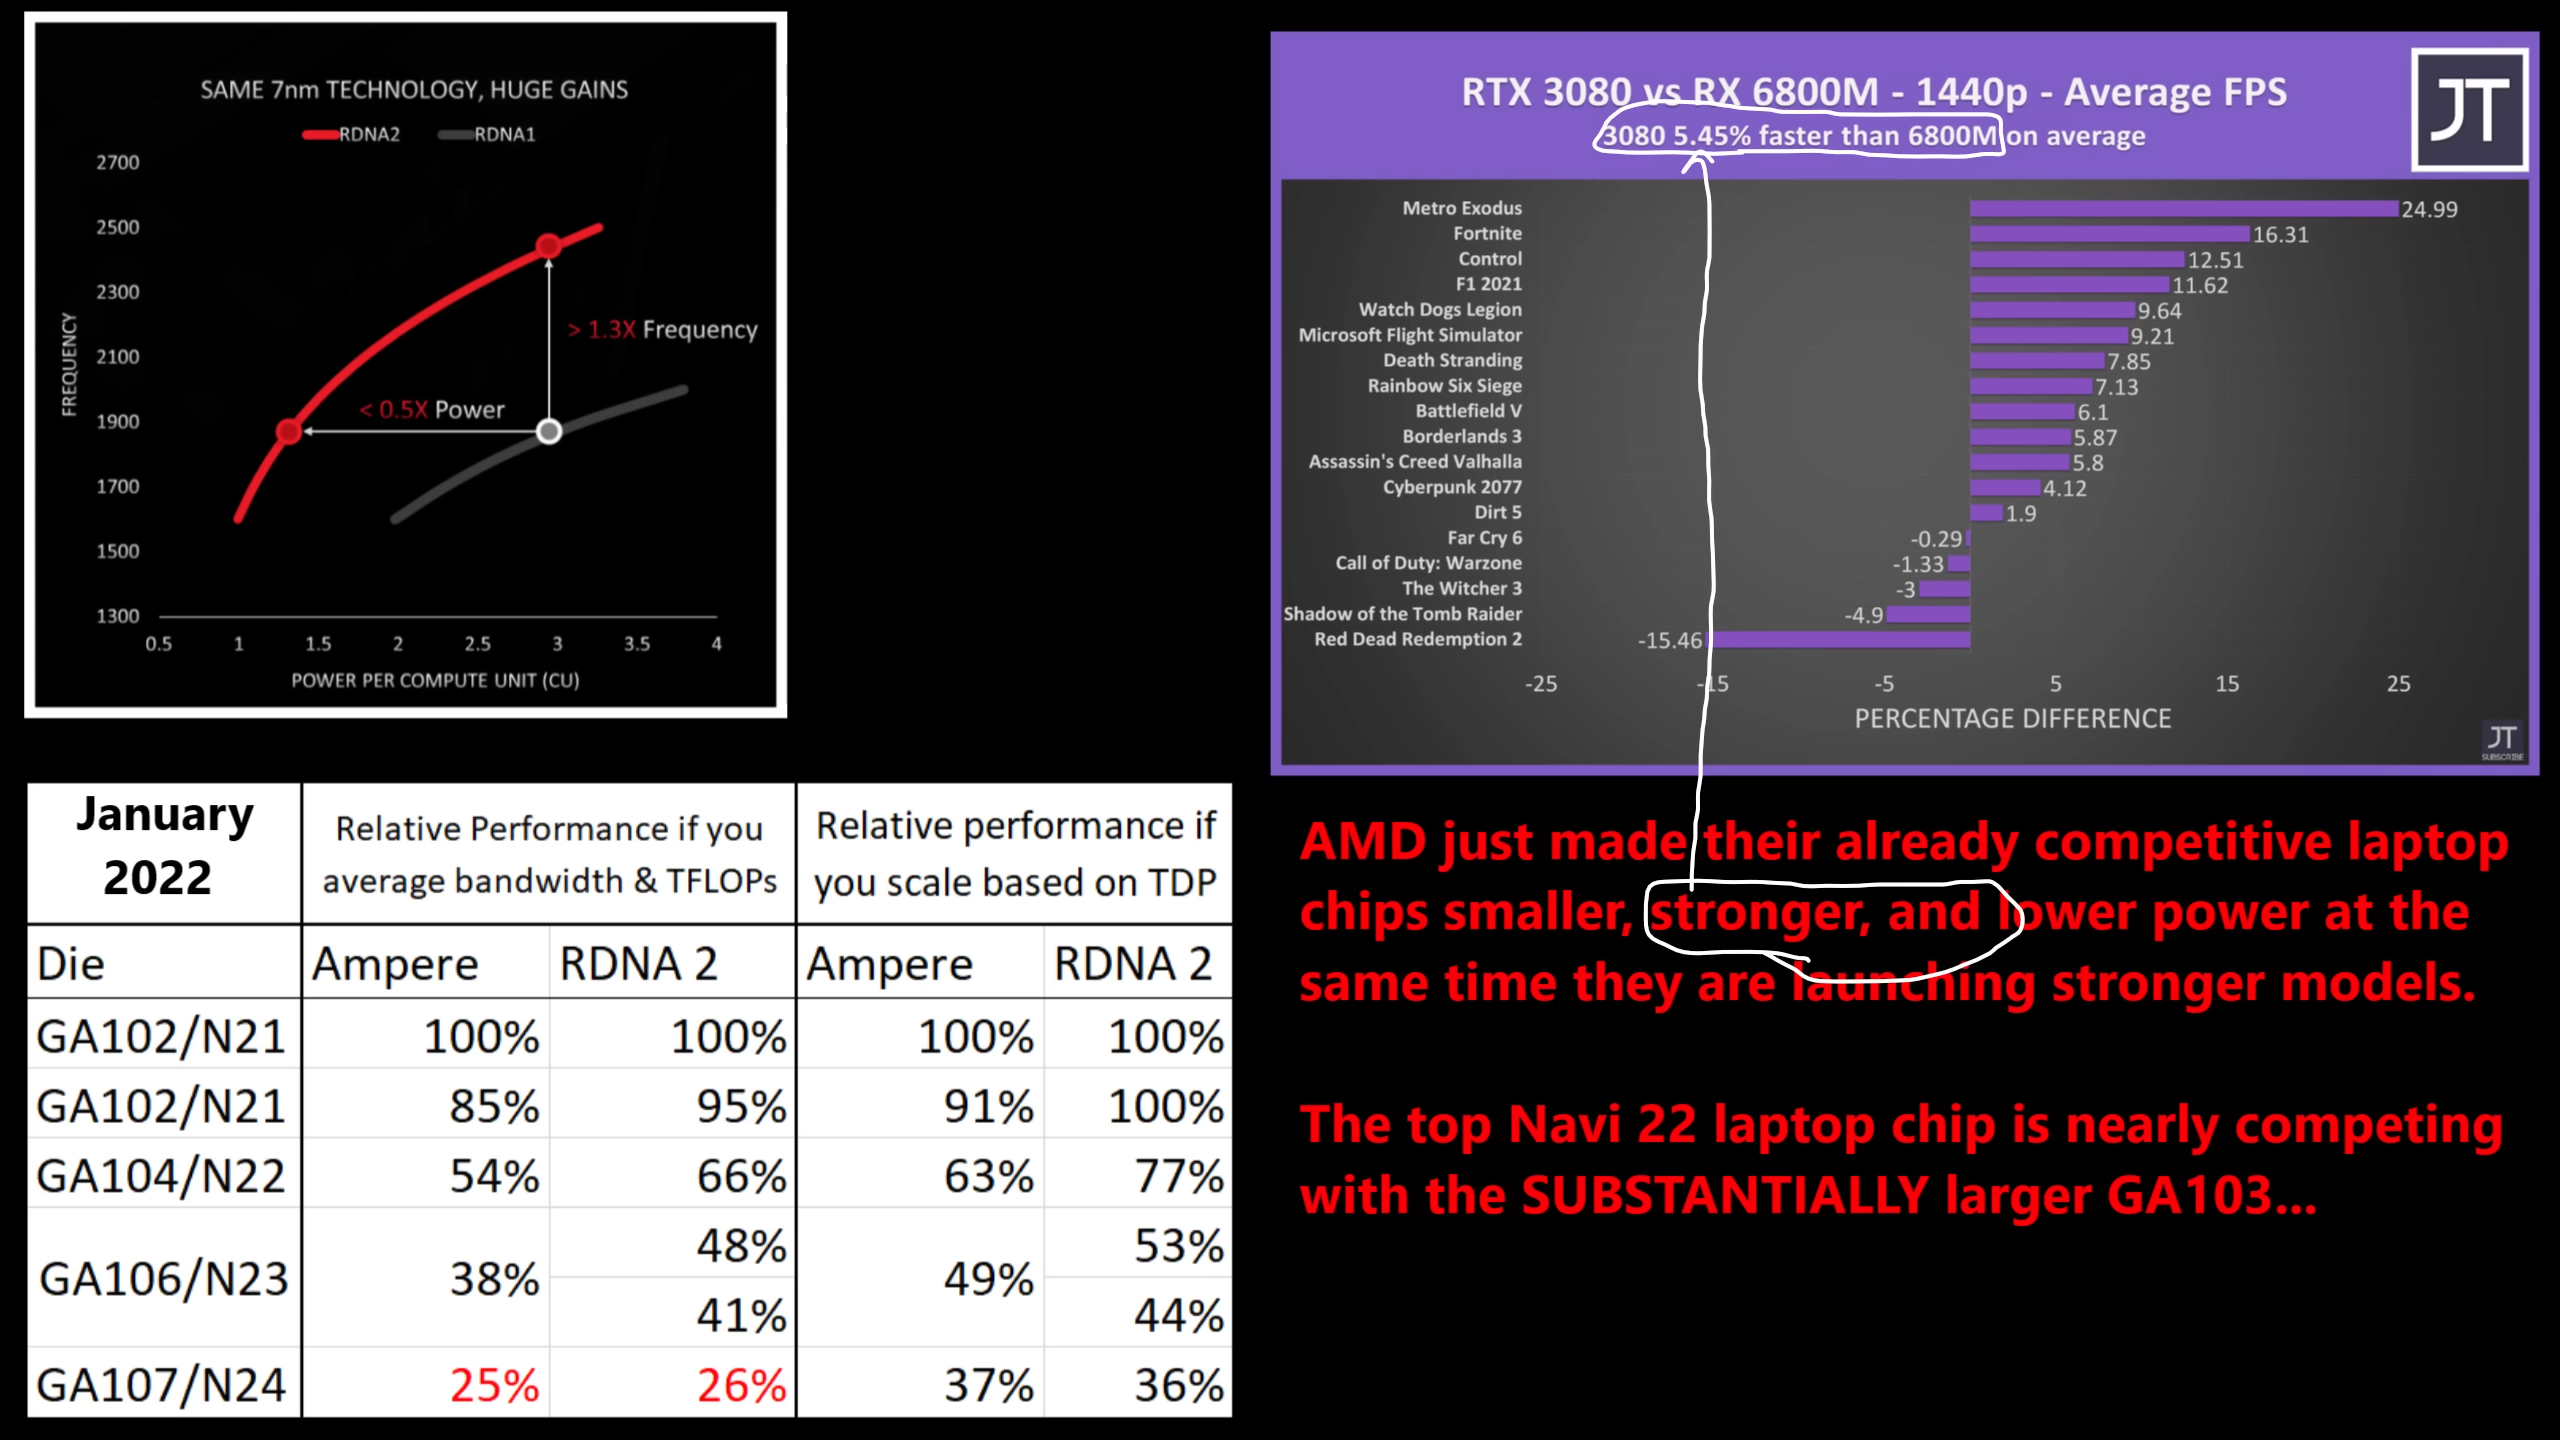 SAME 7nm TECHNOLOGY, HUGE GAINS
RDNA2 RDNA1
2700
2500
2300
2100
1900
1700
1500
1300
FREQUENCY
> 1.3X Frequency
< 0.5X Power
0.5 1 1.5 2 2.5 3 3.5 4
POWER PER COMPUTE UNIT (CU)
RTX 3080 vs RX 6800M - 1440p - Average FPS
3080 5.45% faster than 6800M on average
JT
Metro Exodus 24.99
Fortnite 16.31
Control 12.51
F1 2021 11.62
Watch Dogs Legion 9.64
Microsoft Flight Simulator 9.21
Death Stranding 7.85
Rainbow Six Siege 7.13
Battlefield V 6.1
Borderlands 3 5.87
Assassin's Creed Valhalla 5.8
Cyberpunk 2077 4.12
Dirt 5 1.9
Far Cry 6 -0.29
Call of Duty: Warzone -1.33
The Witcher 3 -3
Shadow of the Tomb Raider -4.9
Red Dead Redemption 2 -15.46
-25 -15 -5 5 15 25
PERCENTAGE DIFFERENCE
JT
SUBSCRIBE
January 2022
Relative Performance if you
average bandwidth & TFLOPs
Relative performance if
you scale based on TDP
Die Ampere RDNA 2 Ampere RDNA 2
GA102/N21 100% 100% 100% 100%
GA102/N21 85% 95% 91% 100%
GA104/N22 54% 66% 63% 77%
GA106/N23 38% 48% 49% 53%
41% 44%
GA107/N24 25% 26% 37% 36%
AMD just made their already competitive laptop
chips smaller, stronger, and lower power at the
same time they are launching stronger models.
The top Navi 22 laptop chip is nearly competing
with the SUBSTANTIALLY larger GA103...